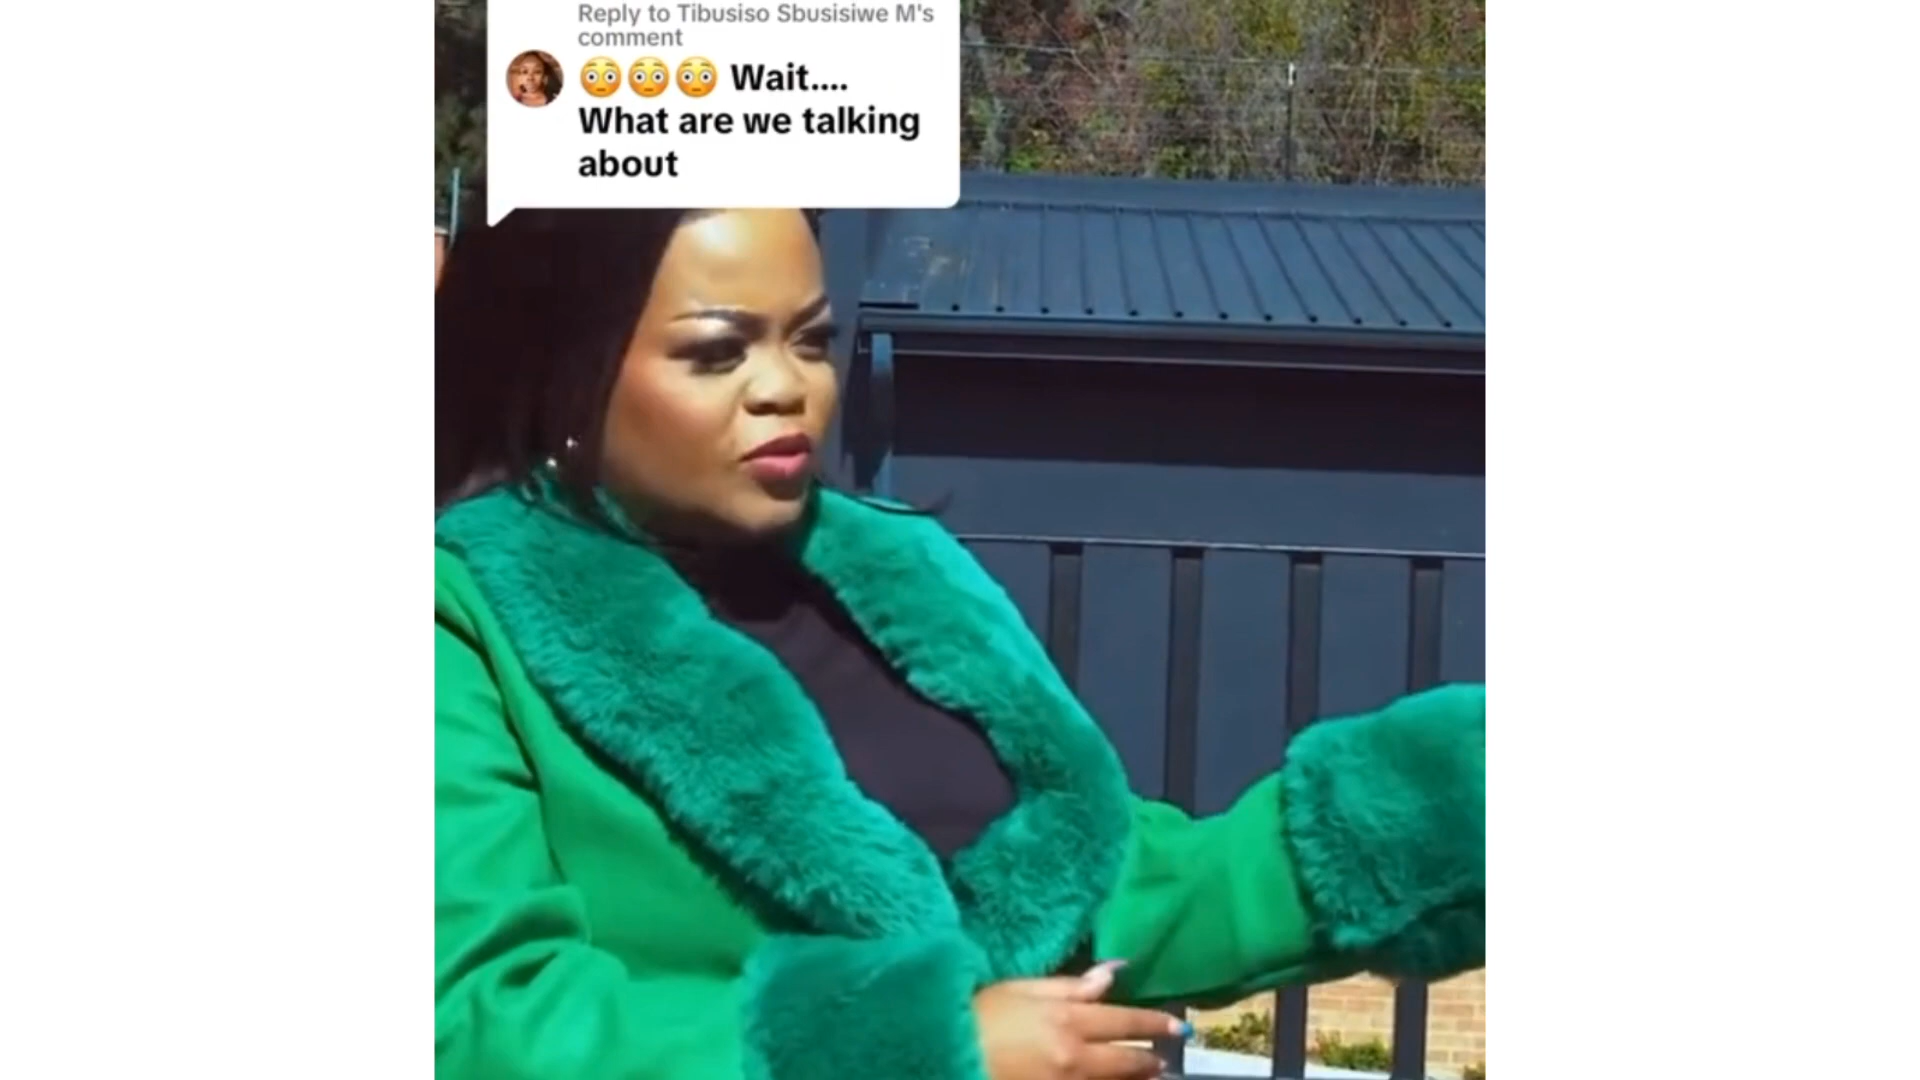 Reply to Tibusiso Sbusisiwe M's
comment
😳😳😳 Wait....
What are we talking
about